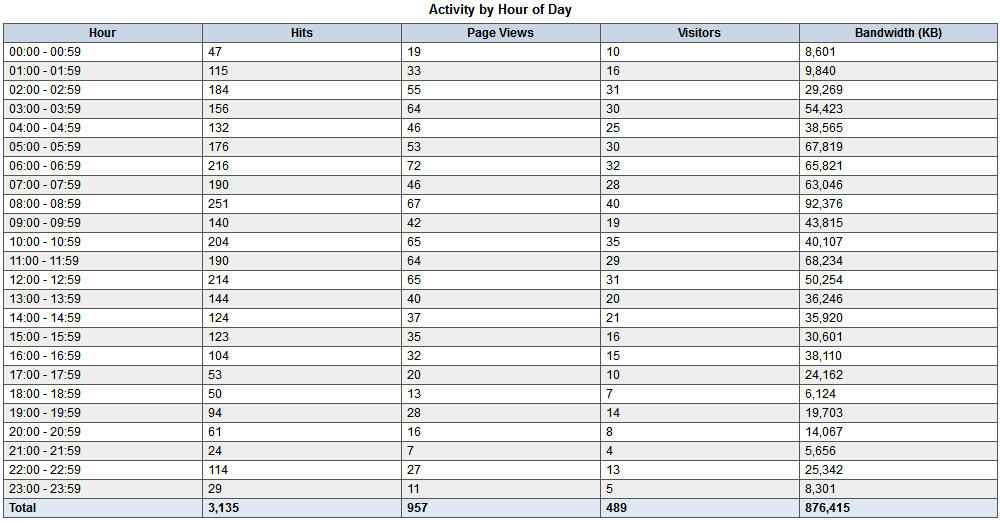 Activity by Hour of Day
Hour Hits Page Views Visitors Bandwidth (KB)
00:00 - 00:59 47 19 10 8,601
01:00 - 01:59 115 33 16 9,840
02:00 - 02:59 184 55 31 29,269
03:00 - 03:59 156 64 30 54,423
04:00 - 04:59 132 46 25 38,565
05:00 - 05:59 176 53 30 67,819
06:00 - 06:59 216 72 32 65,821
07:00 - 07:59 190 46 28 63,046
08:00 - 08:59 251 67 40 92,376
09:00 - 09:59 140 42 19 43,815
10:00 - 10:59 204 65 35 40,107
11:00 - 11:59 190 64 29 68,234
12:00 - 12:59 214 65 31 50,254
13:00 - 13:59 144 40 20 36,246
14:00 - 14:59 124 37 21 35,920
15:00 - 15:59 123 35 16 30,601
16:00 - 16:59 104 32 15 38,110
17:00 - 17:59 53 20 10 24,162
18:00 - 18:59 50 13 7 6,124
19:00 - 19:59 94 28 14 19,703
20:00 - 20:59 61 16 8 14,067
21:00 - 21:59 24 7 4 5,656
22:00 - 22:59 114 27 13 25,342
23:00 - 23:59 29 11 5 8,301
Total 3,135 957 489 876,415